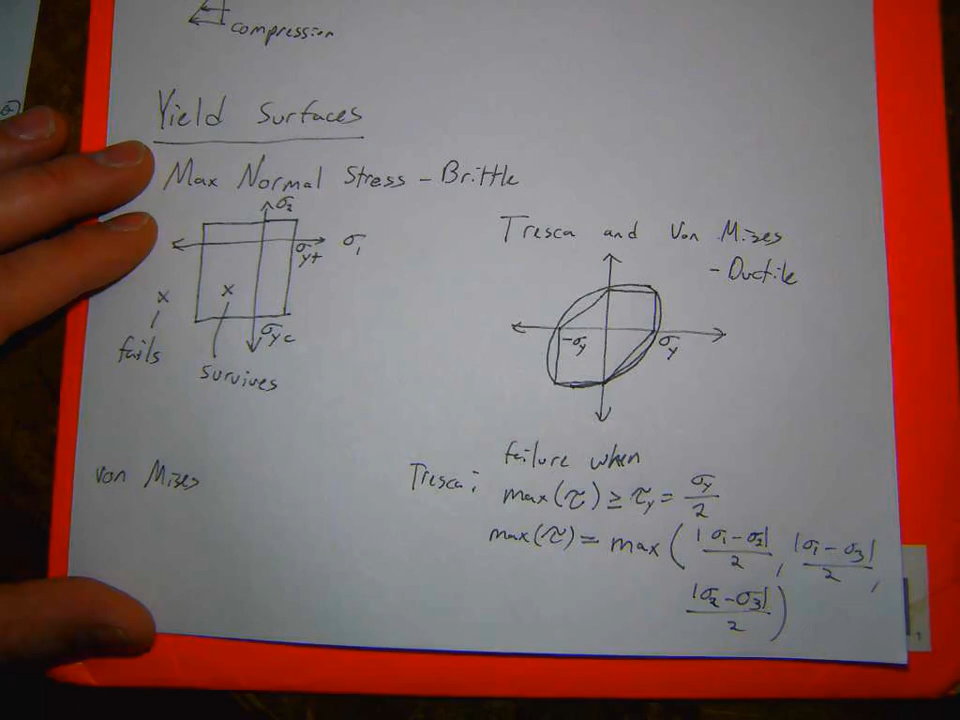 compression
Yield Surfaces
Max Normal Stress - Brittle
σ₂
σ₁
σyt
σyc
x
x
fails
survives
Tresca and Von Mises
- Ductile
-σy
σy
von Mises
Tresca:
failure when
max(τ) ≥ τy = σy/2
max(τ) = max( |σ₁-σ₂|/2, |σ₁-σ₃|/2,
|σ₂-σ₃|/2 )